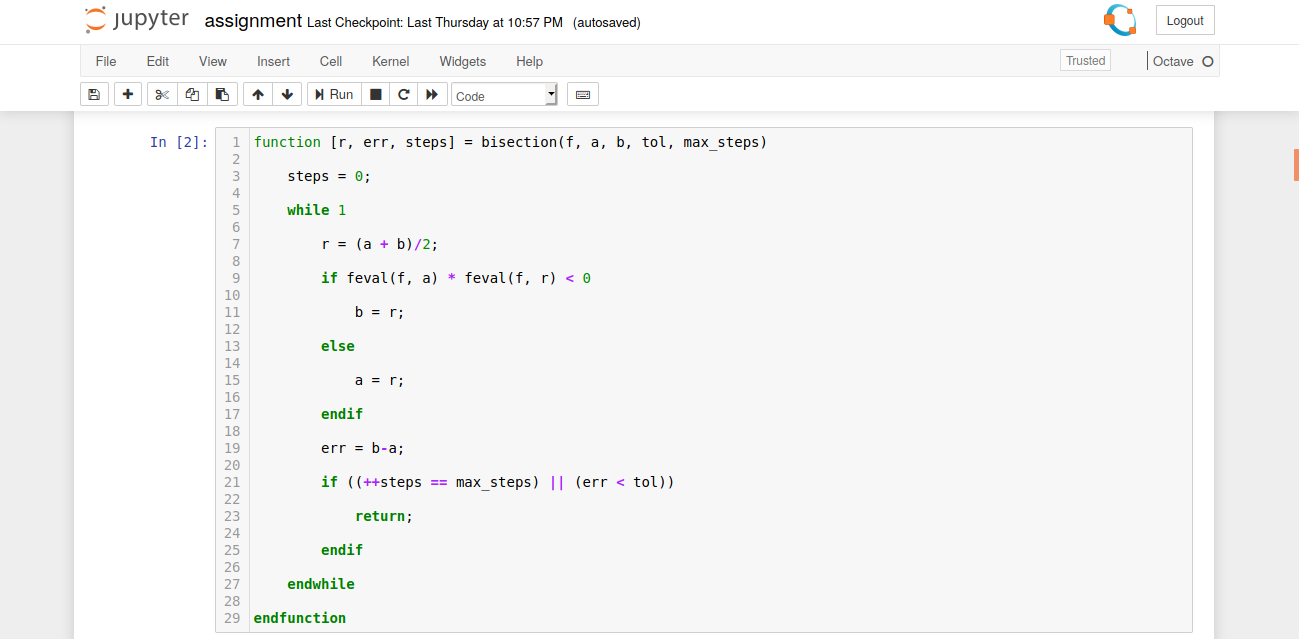 jupyter assignment Last Checkpoint: Last Thursday at 10:57 PM (autosaved) Logout
File Edit View Insert Cell Kernel Widgets Help Trusted Octave
Run Code
In [2]:
1 function [r, err, steps] = bisection(f, a, b, tol, max_steps)
2
3     steps = 0;
4
5     while 1
6
7         r = (a + b)/2;
8
9         if feval(f, a) * feval(f, r) < 0
10
11             b = r;
12
13         else
14
15             a = r;
16
17         endif
18
19         err = b-a;
20
21         if ((++steps == max_steps) || (err < tol))
22
23             return;
24
25         endif
26
27     endwhile
28
29 endfunction